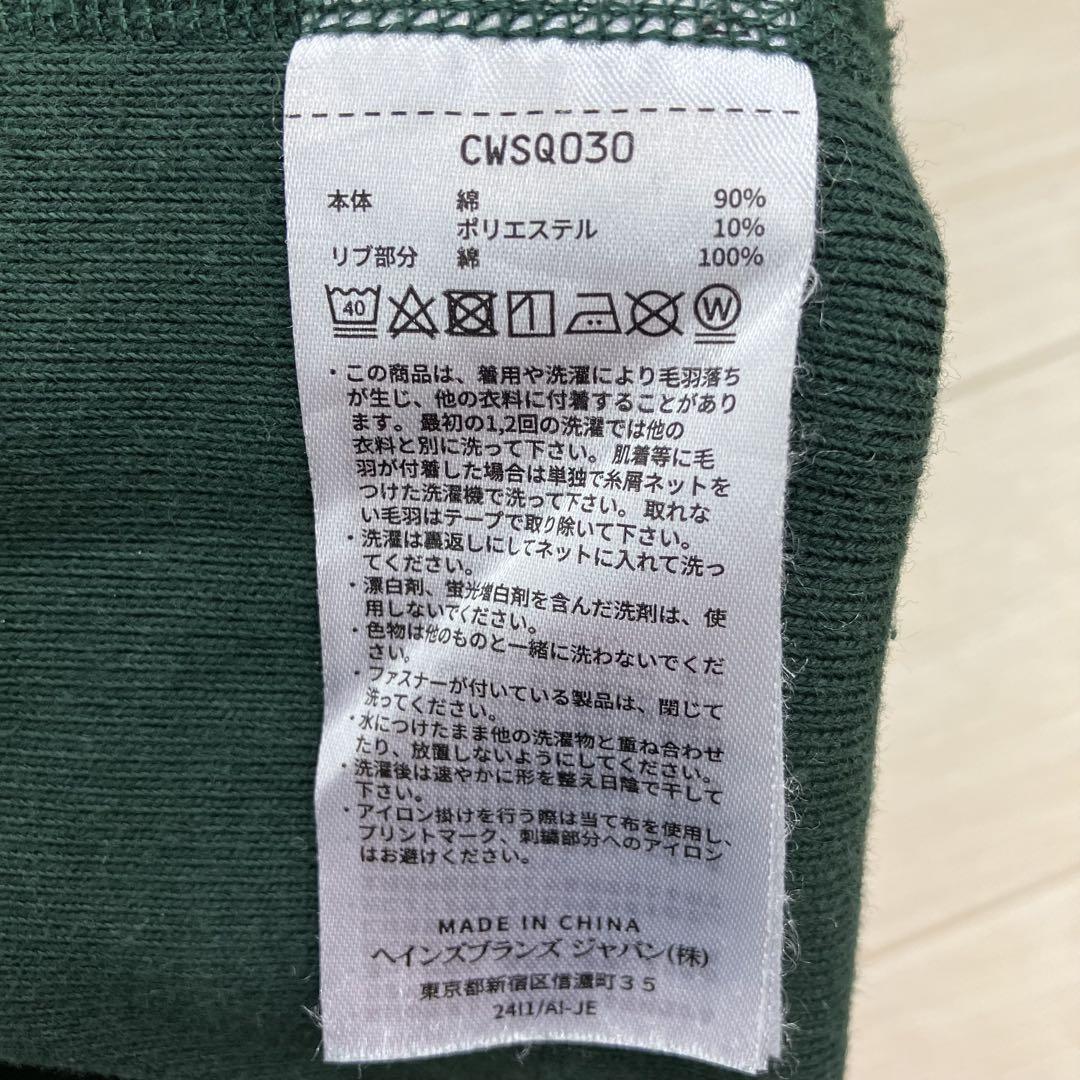 CWSQ030
本体 綿 90%
ポリエステル 10%
リブ部分 綿 100%
40 W
・この商品は、着用や洗濯により毛羽落ち
が生じ、他の衣料に付着することがあり
ます。最初の1,2回の洗濯では他の
衣料と別に洗って下さい。肌着等に毛
羽が付着した場合は単独で糸屑ネットを
つけた洗濯機で洗って下さい。取れな
い毛羽はテープで取り除いて下さい。
・洗濯は裏返しにしてネットに入れて洗っ
てください。
・漂白剤、蛍光増白剤を含んだ洗剤は、使
用しないでください。
・色物は他のものと一緒に洗わないでくだ
さい。
・ファスナーが付いている製品は、閉じて
洗ってください。
・水につけたまま他の洗濯物と重ね合わせ
たり、放置しないようにしてください。
・洗濯後は速やかに形を整え日陰で干して
下さい。
・アイロン掛けを行う際は当て布を使用し、
プリントマーク、刺繍部分へのアイロン
はお避けください。
MADE IN CHINA
ヘインズブランズ ジャパン(株)
東京都新宿区信濃町35
2411/AI-JE